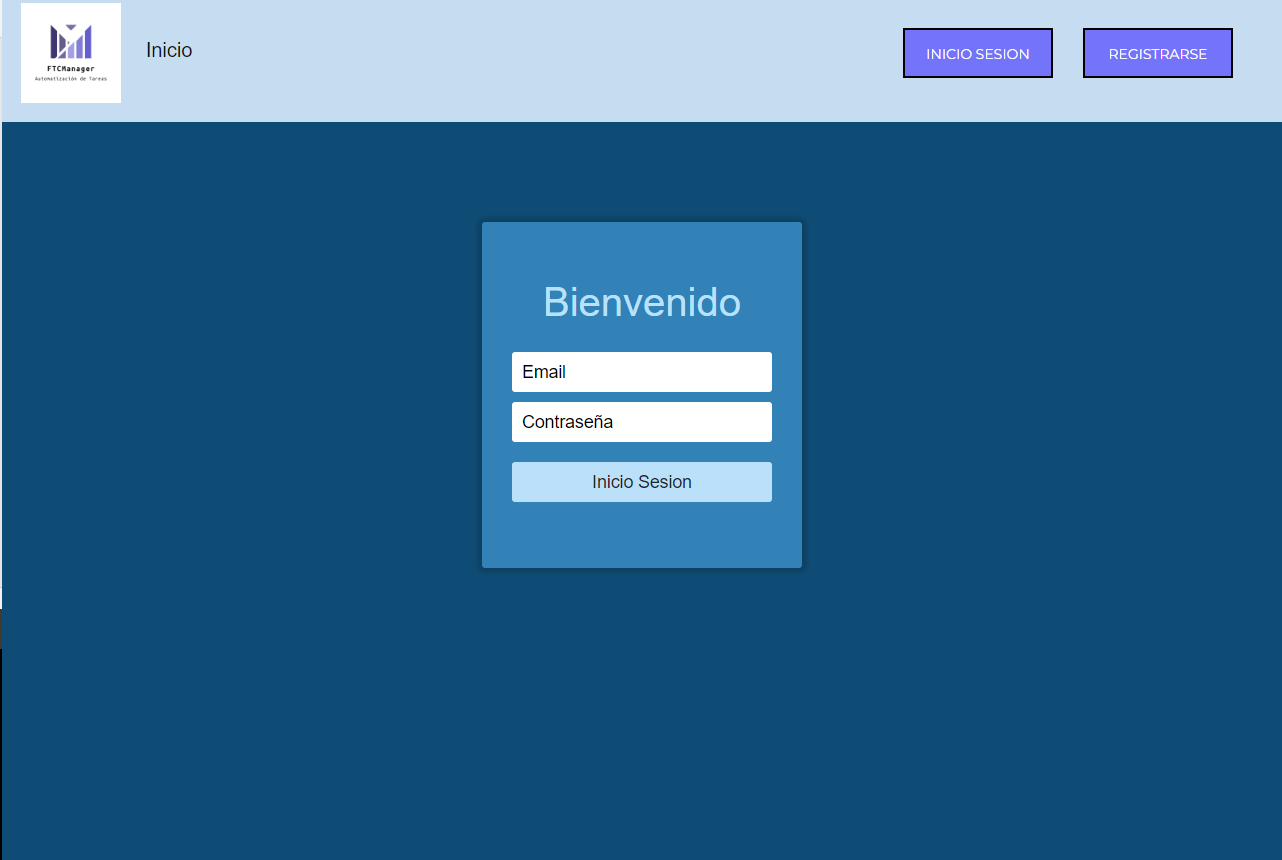 FTCManager
Automatización de Tareas
Inicio
INICIO SESION
REGISTRARSE
Bienvenido
Email
Contraseña
Inicio Sesion